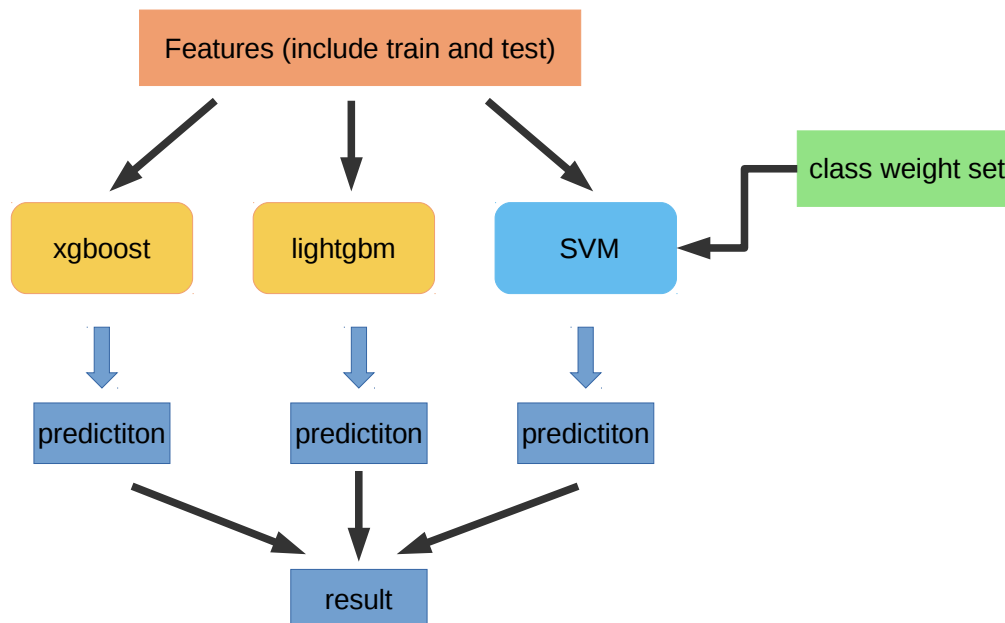 Features (include train and test)
class weight set
xgboost
lightgbm
SVM
predictiton
predictiton
predictiton
result